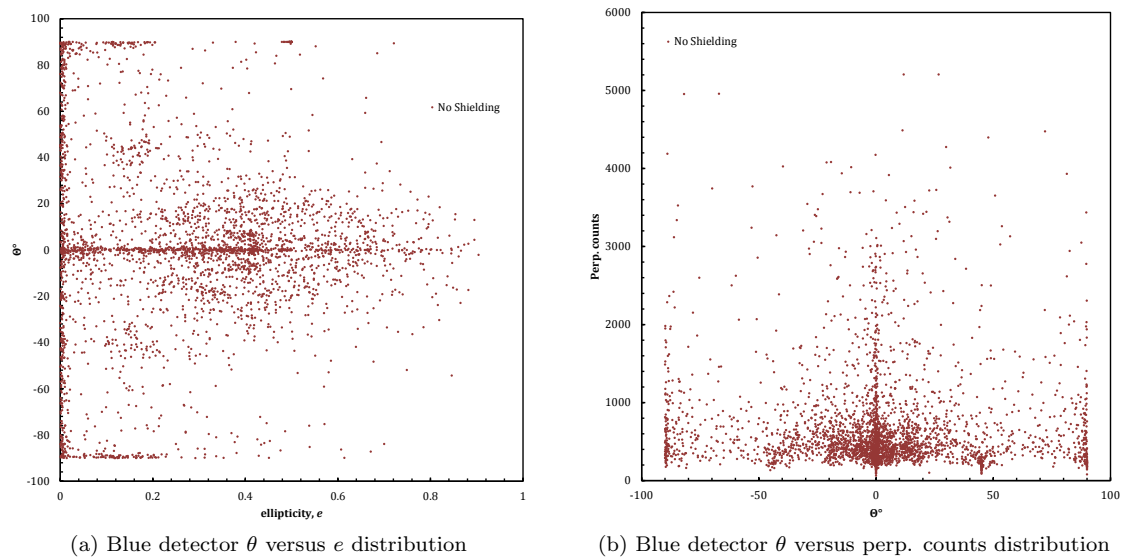 100
80
60
40
20
0
-20
-40
-60
-80
-100
Θ°
No Shielding
0 0.2 0.4 0.6 0.8 1
ellipticity, e
(a) Blue detector θ versus e distribution
6000
5000
4000
3000
2000
1000
0
Perp. counts
No Shielding
-100 -50 0 50 100
Θ°
(b) Blue detector θ versus perp. counts distribution